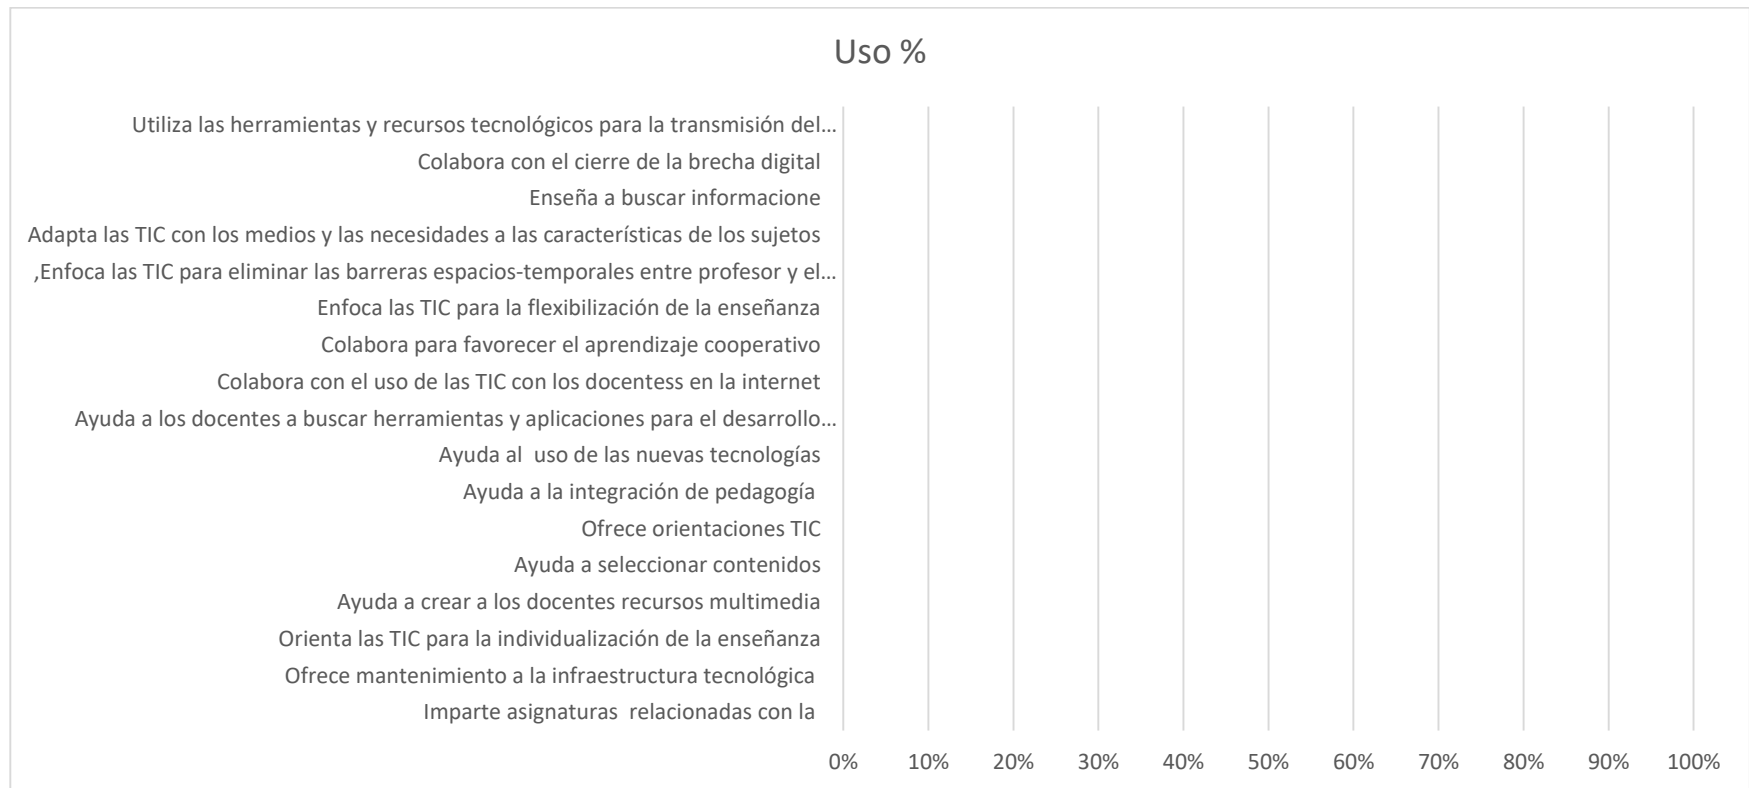 Uso %
Utiliza las herramientas y recursos tecnológicos para la transmisión del...
Colabora con el cierre de la brecha digital
Enseña a buscar informacione
Adapta las TIC con los medios y las necesidades a las características de los sujetos
,Enfoca las TIC para eliminar las barreras espacios-temporales entre profesor y el...
Enfoca las TIC para la flexibilización de la enseñanza
Colabora para favorecer el aprendizaje cooperativo
Colabora con el uso de las TIC con los docentess en la internet
Ayuda a los docentes a buscar herramientas y aplicaciones para el desarrollo...
Ayuda al  uso de las nuevas tecnologías
Ayuda a la integración de pedagogía
Ofrece orientaciones TIC
Ayuda a seleccionar contenidos
Ayuda a crear a los docentes recursos multimedia
Orienta las TIC para la individualización de la enseñanza
Ofrece mantenimiento a la infraestructura tecnológica
Imparte asignaturas  relacionadas con la
0% 10% 20% 30% 40% 50% 60% 70% 80% 90% 100%